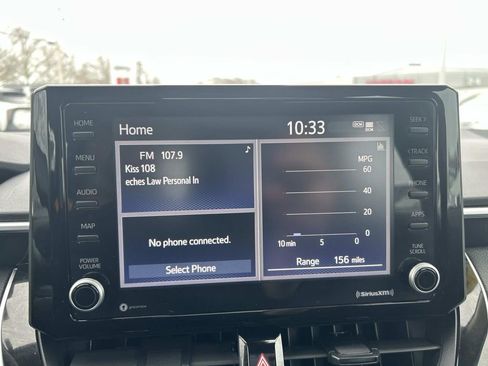 HOME
MENU
AUDIO
MAP
POWER
VOLUME
Home
10:33
DCM
FM 107.9
Kiss 108
eches Law Personal In
No phone connected.
Select Phone
MPG
60
40
20
0
10 min 5 0
Range 156 miles
SEEK >
< TRACK
PHONE
APPS
TUNE
SCROLL
SiriusXM